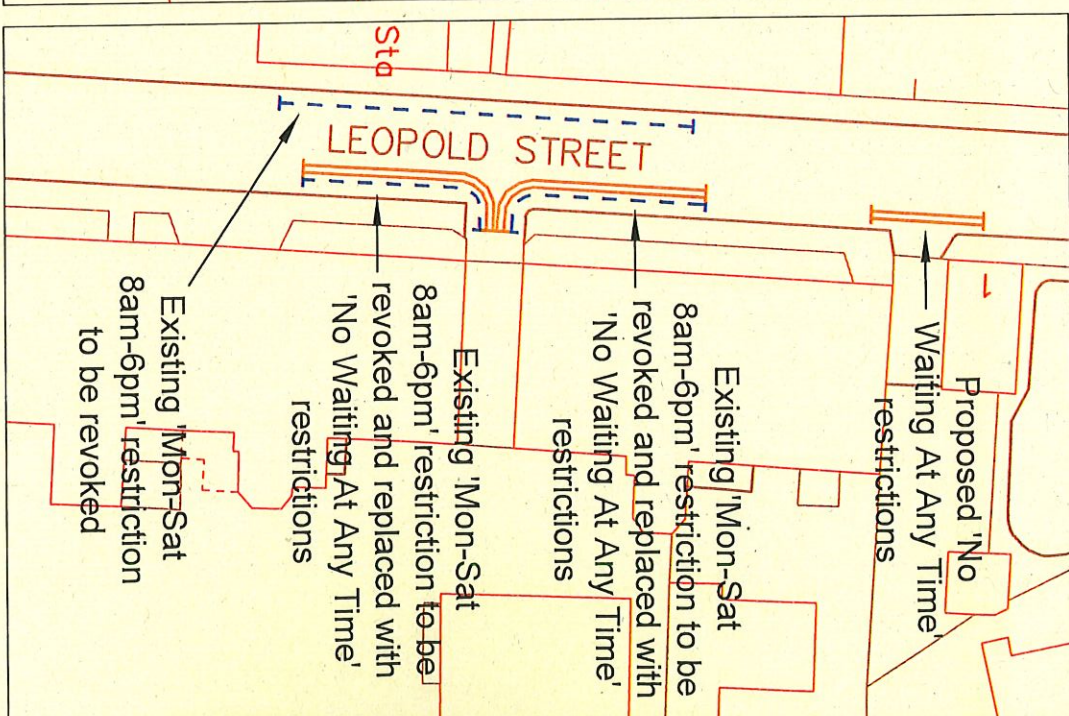 Sta
LEOPOLD STREET
1
Proposed 'No
Waiting At Any Time'
restrictions
Existing 'Mon-Sat
8am-6pm' restriction to be
revoked and replaced with
'No Waiting At Any Time'
restrictions
Existing 'Mon-Sat
8am-6pm' restriction to be
revoked and replaced with
'No Waiting At Any Time'
restrictions
Existing 'Mon-Sat
8am-6pm' restriction
to be revoked